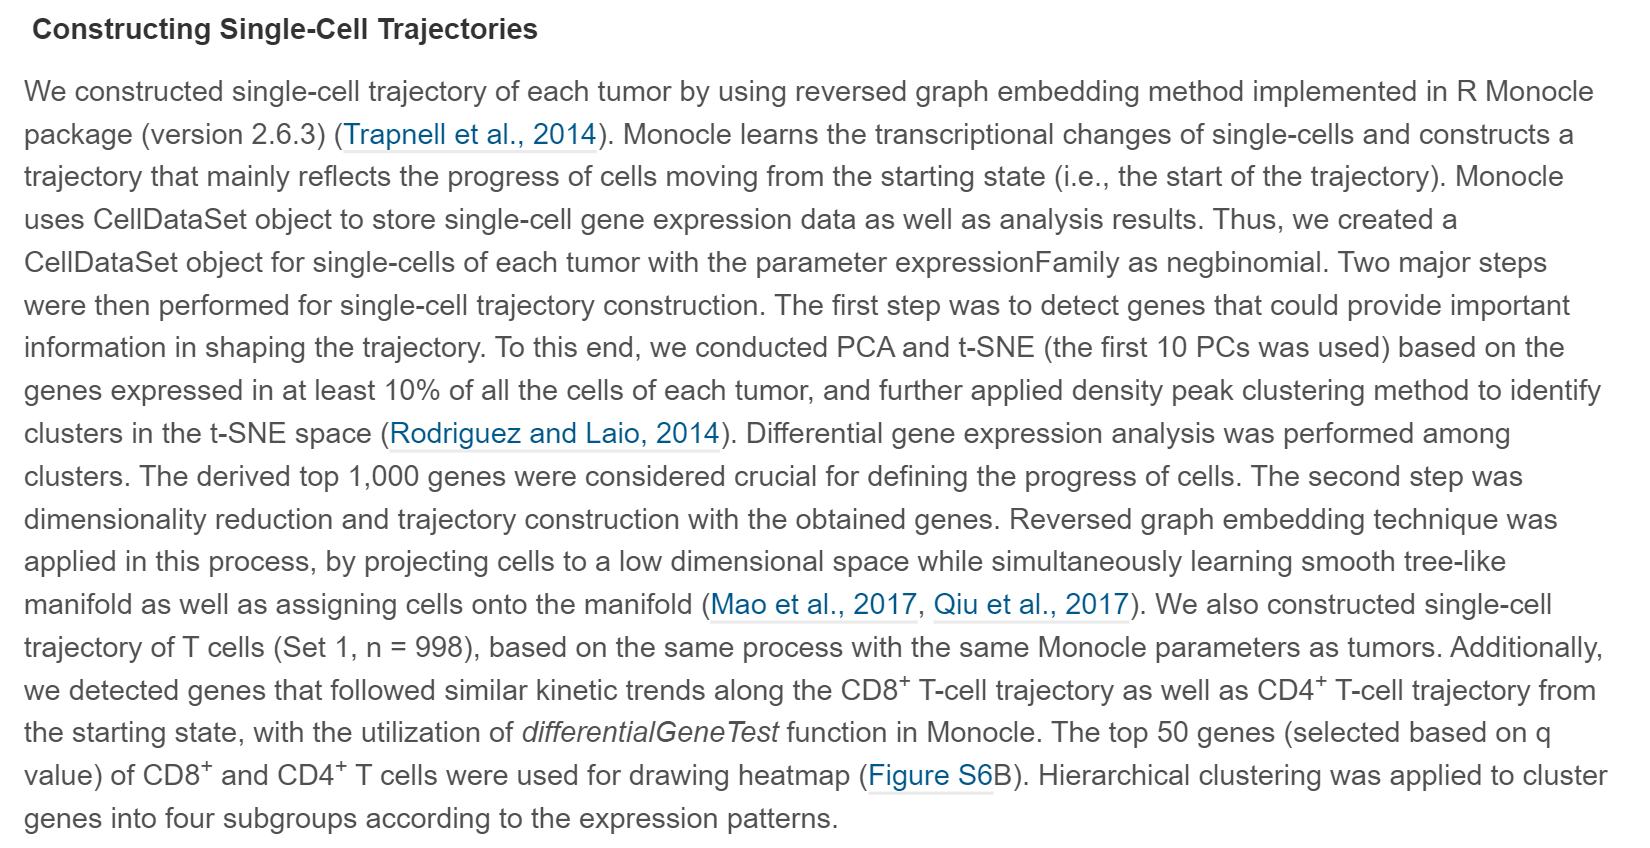 Constructing Single-Cell Trajectories
We constructed single-cell trajectory of each tumor by using reversed graph embedding method implemented in R Monocle
package (version 2.6.3) (Trapnell et al., 2014). Monocle learns the transcriptional changes of single-cells and constructs a
trajectory that mainly reflects the progress of cells moving from the starting state (i.e., the start of the trajectory). Monocle
uses CellDataSet object to store single-cell gene expression data as well as analysis results. Thus, we created a
CellDataSet object for single-cells of each tumor with the parameter expressionFamily as negbinomial. Two major steps
were then performed for single-cell trajectory construction. The first step was to detect genes that could provide important
information in shaping the trajectory. To this end, we conducted PCA and t-SNE (the first 10 PCs was used) based on the
genes expressed in at least 10% of all the cells of each tumor, and further applied density peak clustering method to identify
clusters in the t-SNE space (Rodriguez and Laio, 2014). Differential gene expression analysis was performed among
clusters. The derived top 1,000 genes were considered crucial for defining the progress of cells. The second step was
dimensionality reduction and trajectory construction with the obtained genes. Reversed graph embedding technique was
applied in this process, by projecting cells to a low dimensional space while simultaneously learning smooth tree-like
manifold as well as assigning cells onto the manifold (Mao et al., 2017, Qiu et al., 2017). We also constructed single-cell
trajectory of T cells (Set 1, n = 998), based on the same process with the same Monocle parameters as tumors. Additionally,
we detected genes that followed similar kinetic trends along the CD8⁺ T-cell trajectory as well as CD4⁺ T-cell trajectory from
the starting state, with the utilization of differentialGeneTest function in Monocle. The top 50 genes (selected based on q
value) of CD8⁺ and CD4⁺ T cells were used for drawing heatmap (Figure S6B). Hierarchical clustering was applied to cluster
genes into four subgroups according to the expression patterns.